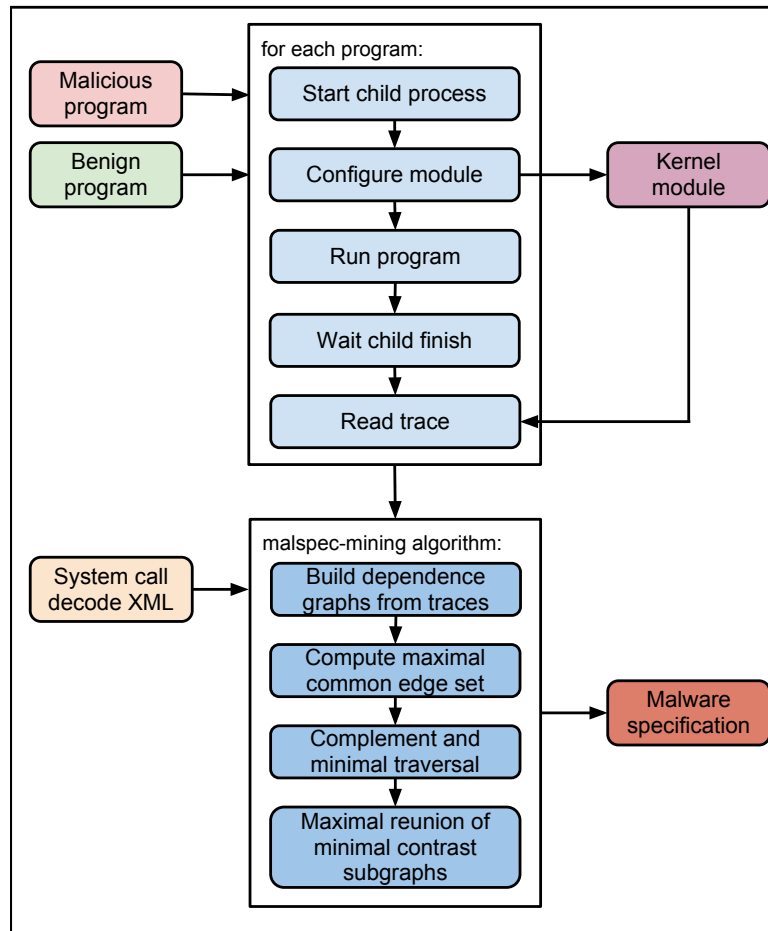 for each program:
Malicious
program
Start child process
Benign
program
Configure module
Kernel
module
Run program
Wait child finish
Read trace
malspec-mining algorithm:
System call
decode XML
Build dependence
graphs from traces
Compute maximal
common edge set
Malware
specification
Complement and
minimal traversal
Maximal reunion of
minimal contrast
subgraphs